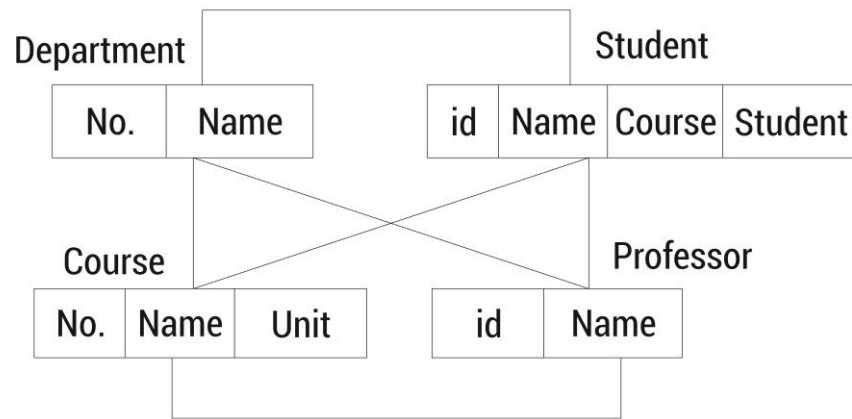 Department
Student
No. Name
id Name Course Student
Course
Professor
No. Name Unit
id Name